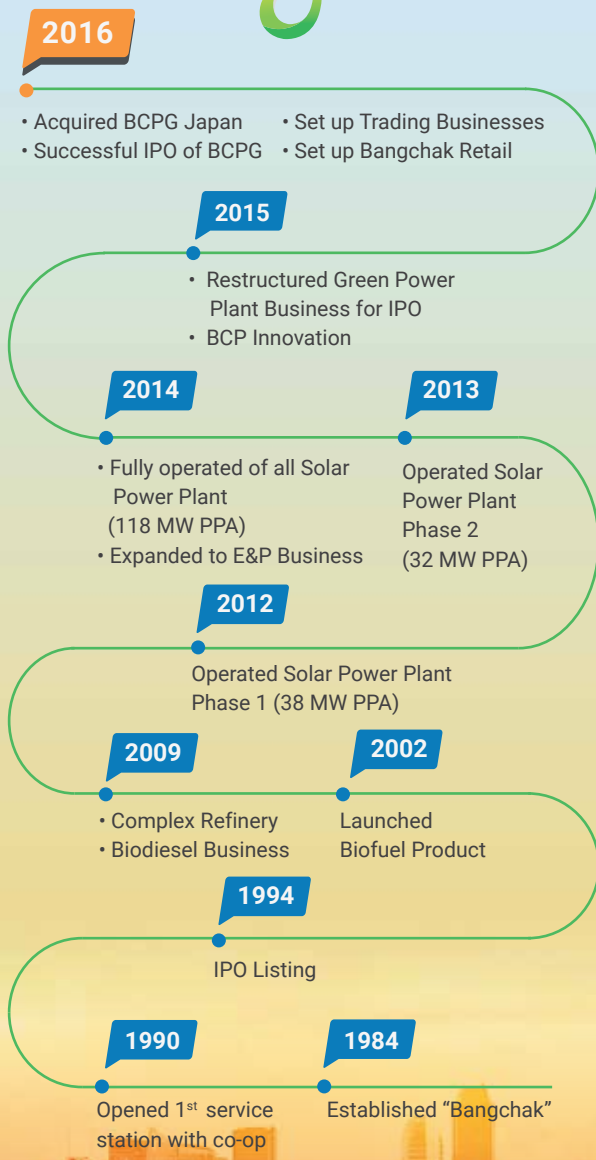 2016
• Acquired BCPG Japan
• Successful IPO of BCPG
• Set up Trading Businesses
• Set up Bangchak Retail
2015
• Restructured Green Power
Plant Business for IPO
• BCP Innovation
2014
• Fully operated of all Solar
Power Plant
(118 MW PPA)
• Expanded to E&P Business
2013
Operated Solar
Power Plant
Phase 2
(32 MW PPA)
2012
Operated Solar Power Plant
Phase 1 (38 MW PPA)
2009
• Complex Refinery
• Biodiesel Business
2002
Launched
Biofuel Product
1994
IPO Listing
1990
Opened 1st service
station with co-op
1984
Established “Bangchak”